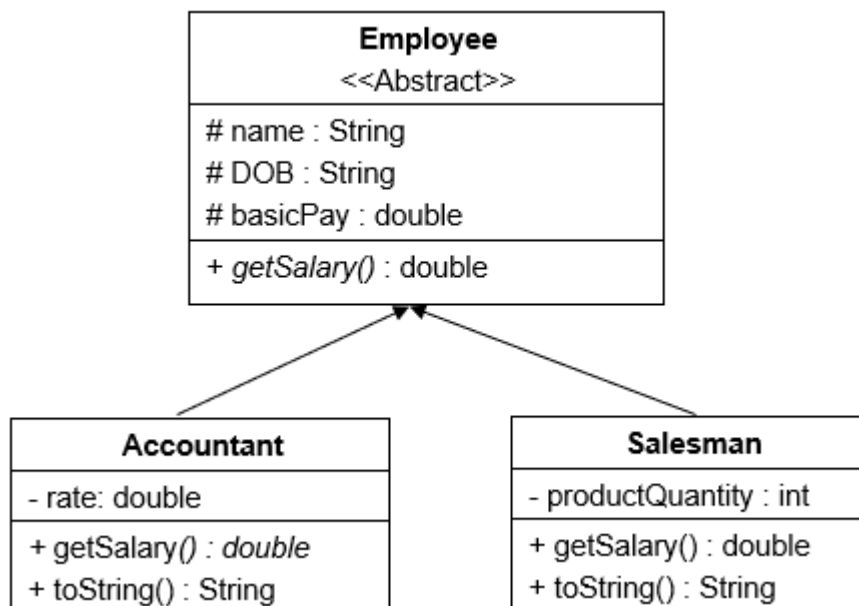 Employee
<<Abstract>>
# name : String
# DOB : String
# basicPay : double
+ getSalary() : double
Accountant
- rate: double
+ getSalary() : double
+ toString() : String
Salesman
- productQuantity : int
+ getSalary() : double
+ toString() : String